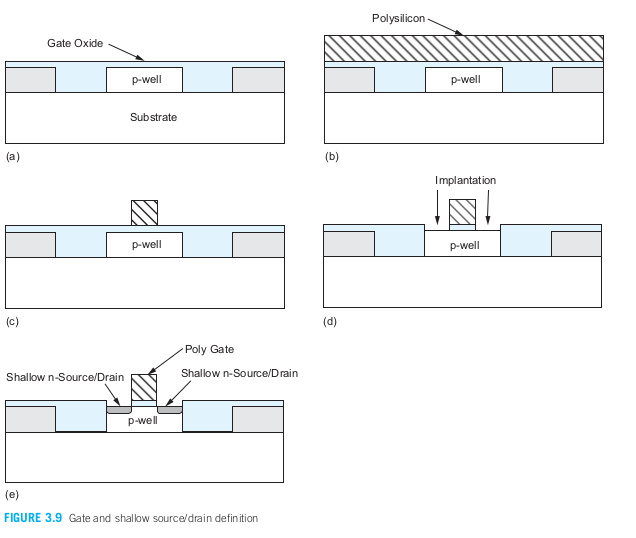 Gate Oxide
p-well
Substrate
(a)
Polysilicon
p-well
(b)
p-well
(c)
Implantation
p-well
(d)
Poly Gate
Shallow n-Source/Drain
Shallow n-Source/Drain
p-well
(e)
FIGURE 3.9 Gate and shallow source/drain definition